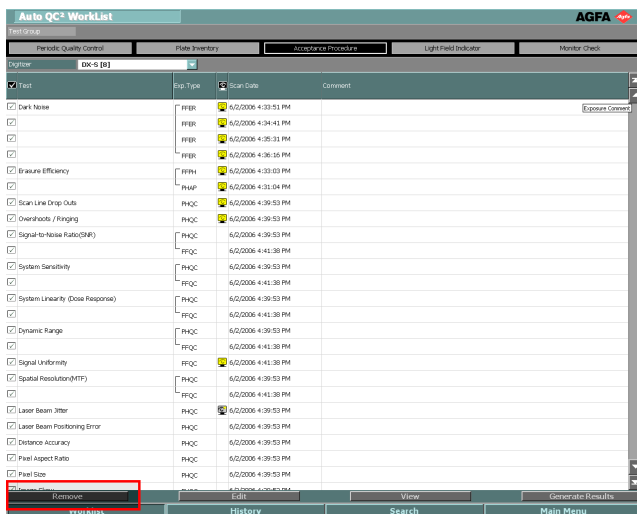 Auto QC² WorkList
AGFA
Agfa
Test Group
Periodic Quality Control Plate Inventory Acceptance Procedure Light Field Indicator Monitor Check
Digitizer DX-S [8]
Test Exp.Type Scan Date Comment
Dark Noise FFER 6/2/2006 4:33:51 PM Exposure Comment
FFER 6/2/2006 4:34:41 PM
FFER 6/2/2006 4:35:31 PM
FFER 6/2/2006 4:36:16 PM
Erasure Efficiency FFPH 6/2/2006 4:33:03 PM
PHAP 6/2/2006 4:31:04 PM
Scan Line Drop Outs PHQC 6/2/2006 4:39:53 PM
Overshoots / Ringing PHQC 6/2/2006 4:39:53 PM
Signal-to-Noise Ratio(SNR) PHQC 6/2/2006 4:39:53 PM
FFQC 6/2/2006 4:41:38 PM
System Sensitivity PHQC 6/2/2006 4:39:53 PM
FFQC 6/2/2006 4:41:38 PM
System Linearity (Dose Response) PHQC 6/2/2006 4:39:53 PM
FFQC 6/2/2006 4:41:38 PM
Dynamic Range PHQC 6/2/2006 4:39:53 PM
FFQC 6/2/2006 4:41:38 PM
Signal Uniformity FFQC 6/2/2006 4:41:38 PM
Spatial Resolution(MTF) PHQC 6/2/2006 4:39:53 PM
FFQC 6/2/2006 4:41:38 PM
Laser Beam Jitter PHQC 6/2/2006 4:39:53 PM
Laser Beam Positioning Error PHQC 6/2/2006 4:39:53 PM
Distance Accuracy PHQC 6/2/2006 4:39:53 PM
Pixel Aspect Ratio PHQC 6/2/2006 4:39:53 PM
Pixel Size PHQC 6/2/2006 4:39:53 PM
Remove Edit View Generate Results
Worklist History Search Main Menu